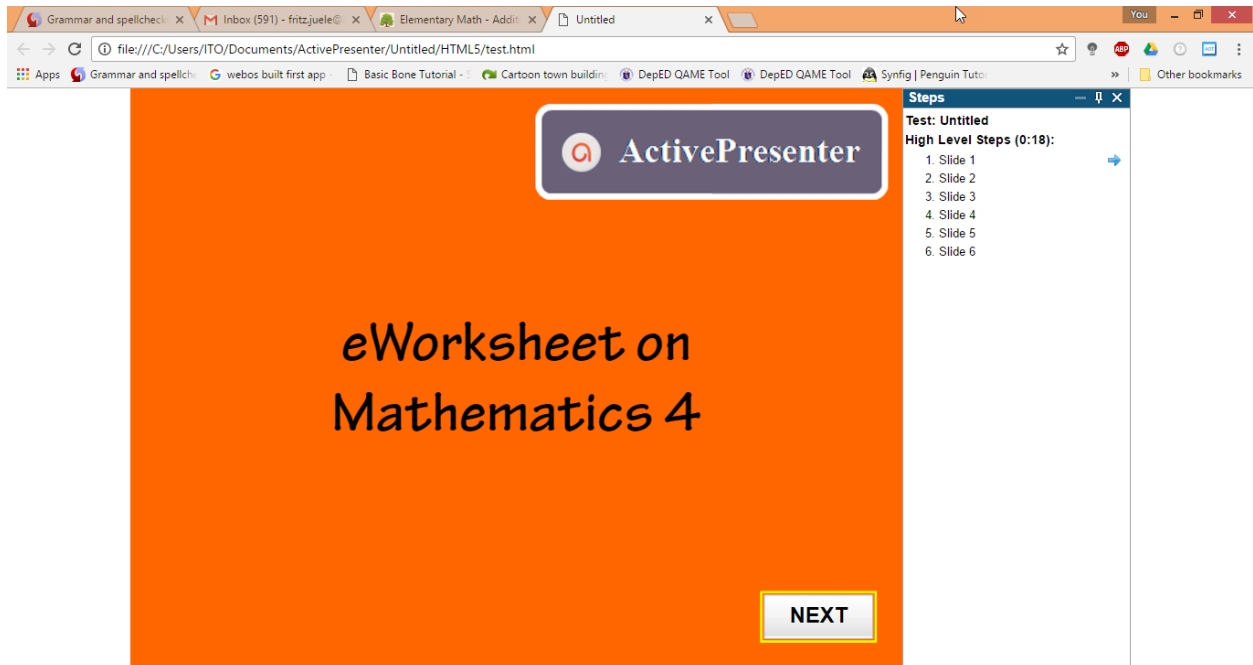 Grammar and spellcheck
Inbox (591) - fritz.juele@
Elementary Math - Addit
Untitled
You
file:///C:/Users/ITO/Documents/ActivePresenter/Untitled/HTML5/test.html
ABP
Apps
Grammar and spellch
webos built first app -
Basic Bone Tutorial - S
Cartoon town building
DepED QAME Tool
DepED QAME Tool
Synfig | Penguin Tuto
»
Other bookmarks
ActivePresenter
eWorksheet on
Mathematics 4
NEXT
Steps
Test: Untitled
High Level Steps (0:18):
1. Slide 1
2. Slide 2
3. Slide 3
4. Slide 4
5. Slide 5
6. Slide 6